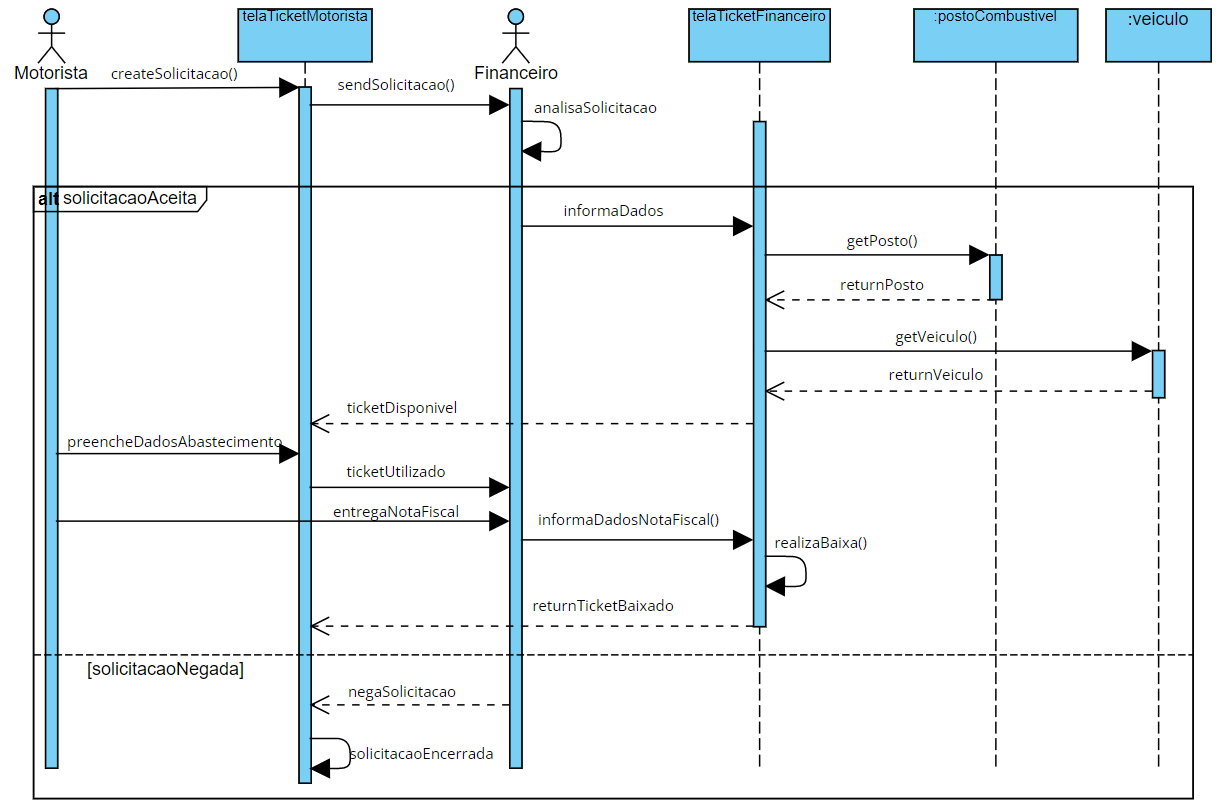 telaTicketMotorista
telaTicketFinanceiro
:postoCombustivel
:veiculo
Motorista
Financeiro
createSolicitacao()
sendSolicitacao()
analisaSolicitacao
alt solicitacaoAceita
informaDados
getPosto()
returnPosto
getVeiculo()
returnVeiculo
ticketDisponivel
preencheDadosAbastecimento
ticketUtilizado
entregaNotaFiscal
informaDadosNotaFiscal()
realizaBaixa()
returnTicketBaixado
[solicitacaoNegada]
negaSolicitacao
solicitacaoEncerrada